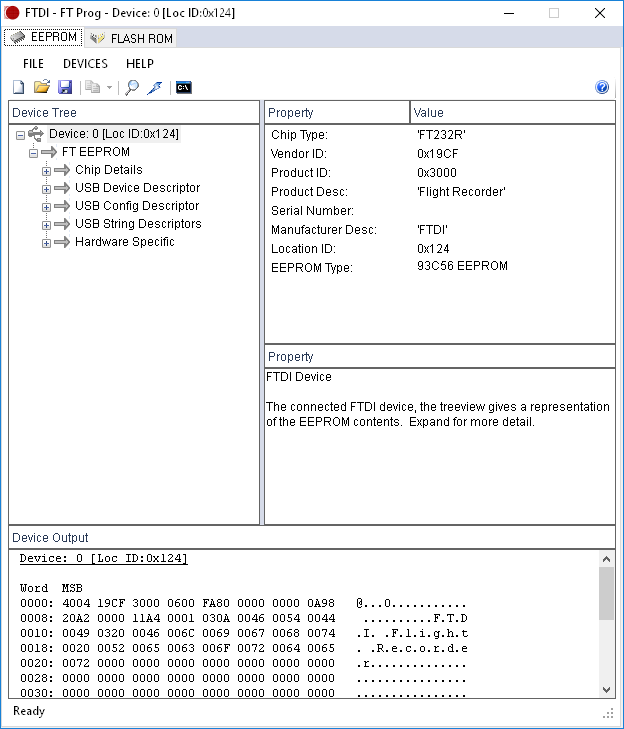 FTDI - FT Prog - Device: 0 [Loc ID:0x124]
EEPROM FLASH ROM
FILE DEVICES HELP
C:\
?
Device Tree
Device: 0 [Loc ID:0x124]
FT EEPROM
Chip Details
USB Device Descriptor
USB Config Descriptor
USB String Descriptors
Hardware Specific
Property Value
Chip Type: 'FT232R'
Vendor ID: 0x19CF
Product ID: 0x3000
Product Desc: 'Flight Recorder'
Serial Number:
Manufacturer Desc: 'FTDI'
Location ID: 0x124
EEPROM Type: 93C56 EEPROM
Property
FTDI Device
The connected FTDI device, the treeview gives a representation
of the EEPROM contents. Expand for more detail.
Device Output
Device: 0 [Loc ID:0x124]
Word MSB
0000: 4004 19CF 3000 0600 FA80 0000 0000 0A98 @...0...........
0008: 20A2 0000 11A4 0001 030A 0046 0054 0044 ..........F.T.D
0010: 0049 0320 0046 006C 0069 0067 0068 0074 .I. .F.l.i.g.h.t
0018: 0020 0052 0065 0063 006F 0072 0064 0065 . .R.e.c.o.r.d.e
0020: 0072 0000 0000 0000 0000 0000 0000 0000 .r..............
0028: 0000 0000 0000 0000 0000 0000 0000 0000 ................
0030: 0000 0000 0000 0000 0000 0000 0000 0000 ................
Ready